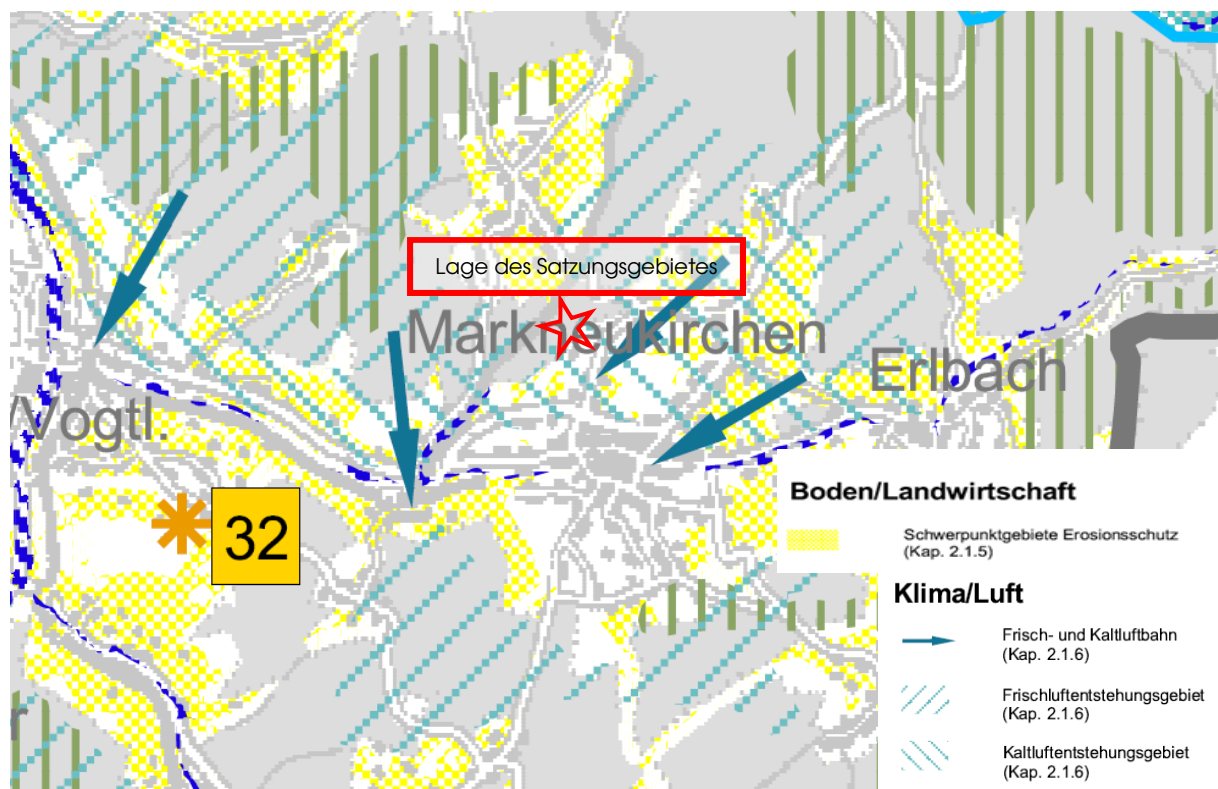 Lage des Satzungsgebietes
Markneukirchen
Erlbach
/Vogtl.
32
r
Boden/Landwirtschaft
Schwerpunktgebiete Erosionsschutz
(Kap. 2.1.5)
Klima/Luft
Frisch- und Kaltluftbahn
(Kap. 2.1.6)
Frischluftentstehungsgebiet
(Kap. 2.1.6)
Kaltluftentstehungsgebiet
(Kap. 2.1.6)